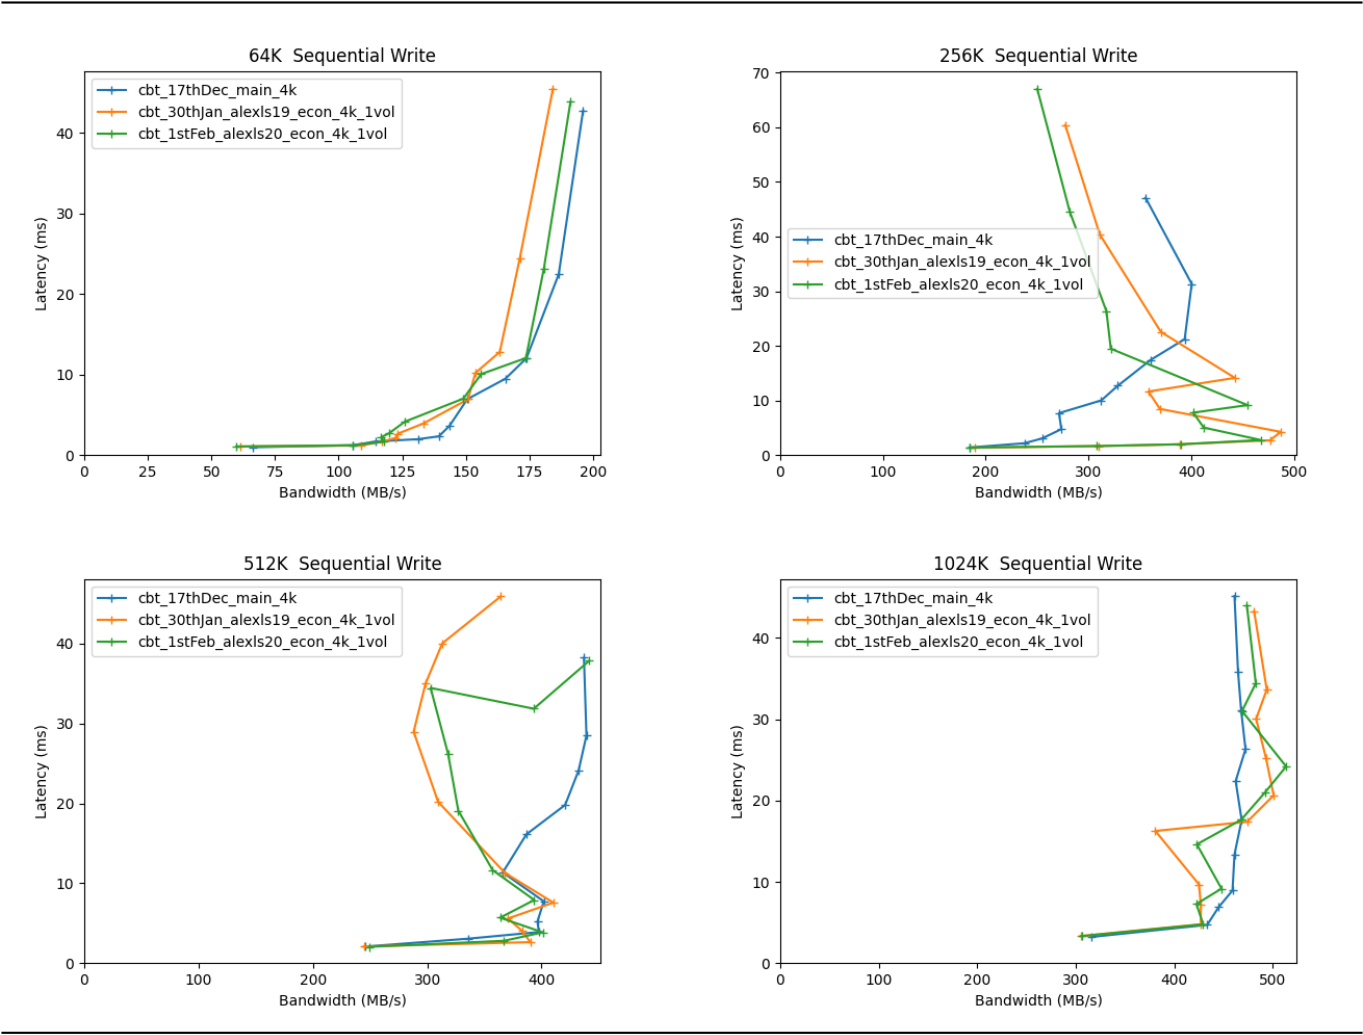 64K  Sequential Write
cbt_17thDec_main_4k
cbt_30thJan_alexls19_econ_4k_1vol
cbt_1stFeb_alexls20_econ_4k_1vol
Latency (ms)
40
30
20
10
0
0 25 50 75 100 125 150 175 200
Bandwidth (MB/s)
256K  Sequential Write
cbt_17thDec_main_4k
cbt_30thJan_alexls19_econ_4k_1vol
cbt_1stFeb_alexls20_econ_4k_1vol
Latency (ms)
70
60
50
40
30
20
10
0
0 100 200 300 400 500
Bandwidth (MB/s)
512K  Sequential Write
cbt_17thDec_main_4k
cbt_30thJan_alexls19_econ_4k_1vol
cbt_1stFeb_alexls20_econ_4k_1vol
Latency (ms)
40
30
20
10
0
0 100 200 300 400
Bandwidth (MB/s)
1024K  Sequential Write
cbt_17thDec_main_4k
cbt_30thJan_alexls19_econ_4k_1vol
cbt_1stFeb_alexls20_econ_4k_1vol
Latency (ms)
40
30
20
10
0
0 100 200 300 400 500
Bandwidth (MB/s)